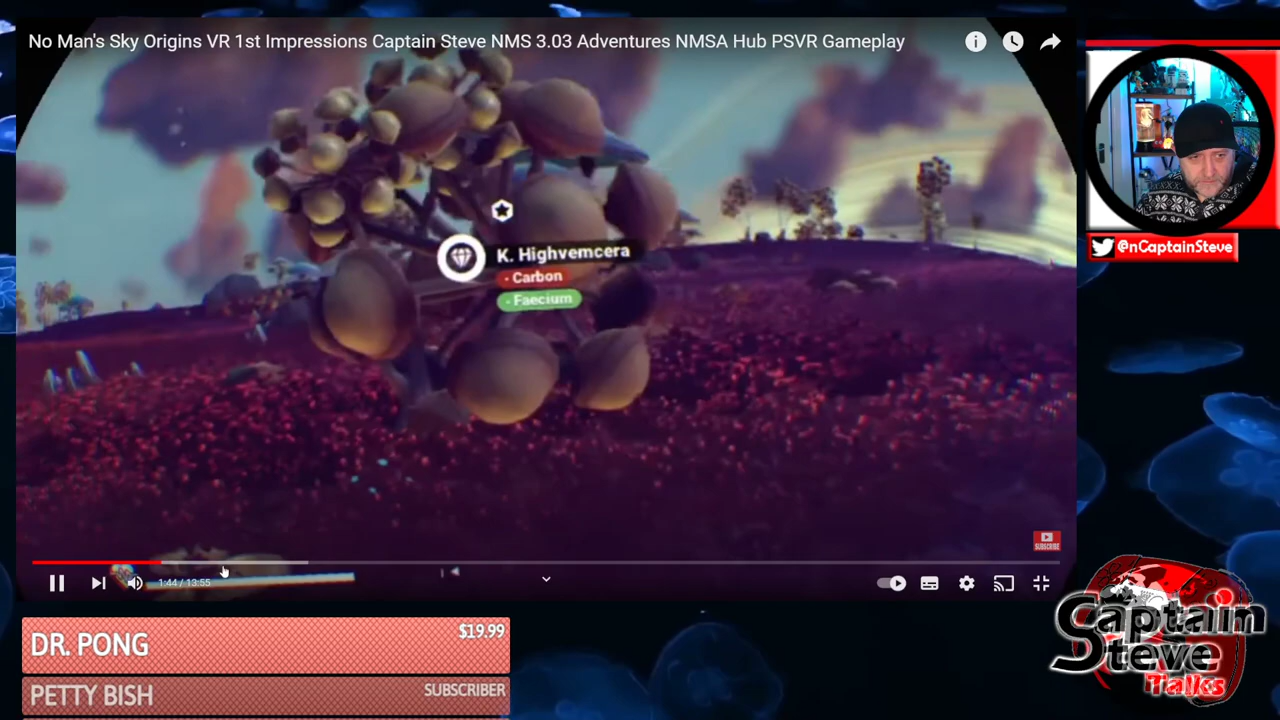 No Man's Sky Origins VR 1st Impressions Captain Steve NMS 3.03 Adventures NMSA Hub PSVR Gameplay
K. Highvemcera
- Carbon
- Faecium
@nCaptainSteve
SUBSCRIBE
1:44 / 13:55
DR. PONG
$19.99
PETTY BISH
SUBSCRIBER
Captain
Steve
Talks